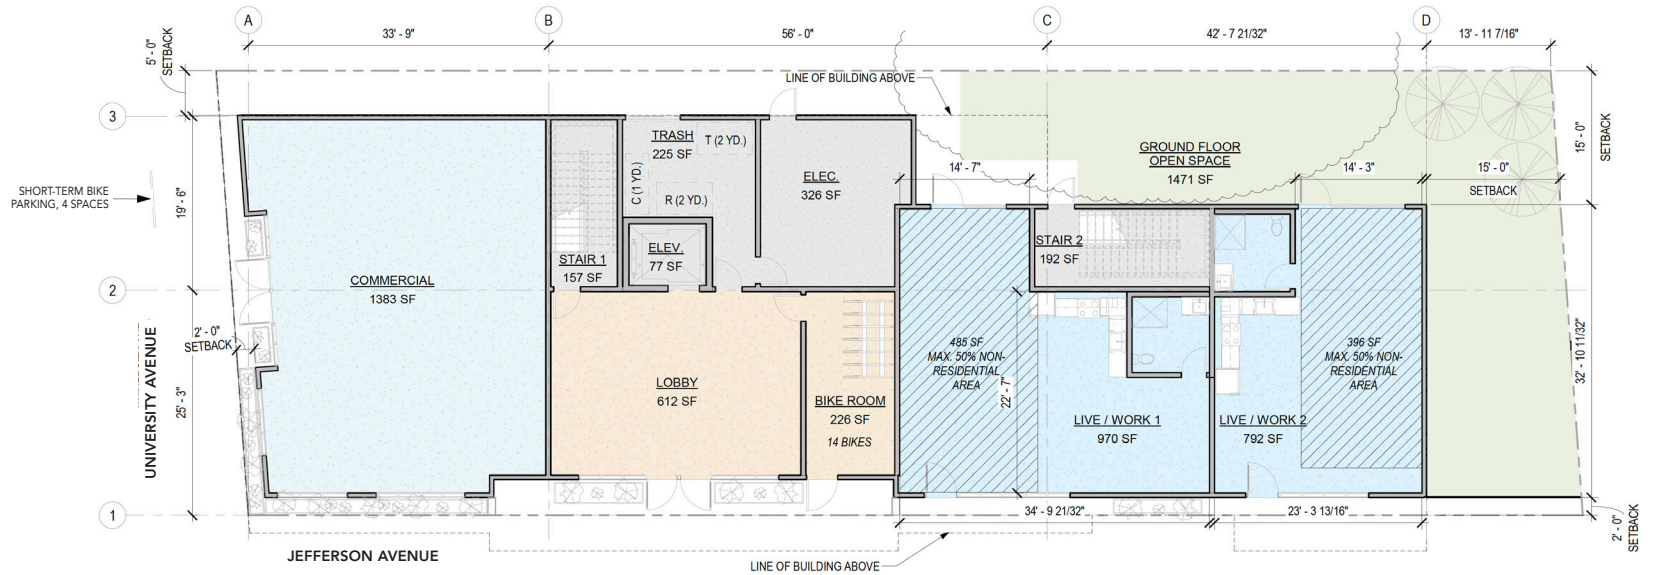 A
B
C
D
33' - 9"
56' - 0"
42' - 7 21/32"
13' - 11 7/16"
5' - 0"
SETBACK
LINE OF BUILDING ABOVE
3
TRASH
225 SF
T (2 YD.)
C (1 YD.)
R (2 YD.)
ELEC.
326 SF
GROUND FLOOR
OPEN SPACE
1471 SF
15' - 0"
SETBACK
14' - 7"
14' - 3"
15' - 0"
SETBACK
SHORT-TERM BIKE
PARKING, 4 SPACES
19' - 6"
STAIR 1
157 SF
ELEV.
77 SF
STAIR 2
192 SF
COMMERCIAL
1383 SF
2
2' - 0"
SETBACK
UNIVERSITY AVENUE
25' - 3"
LOBBY
612 SF
BIKE ROOM
226 SF
14 BIKES
485 SF
MAX. 50% NON-
RESIDENTIAL
AREA
22' - 7"
LIVE / WORK 1
970 SF
LIVE / WORK 2
792 SF
396 SF
MAX. 50% NON-
RESIDENTIAL
AREA
32' - 10 11/32"
1
34' - 9 21/32"
23' - 3 13/16"
2' - 0"
SETBACK
JEFFERSON AVENUE
LINE OF BUILDING ABOVE